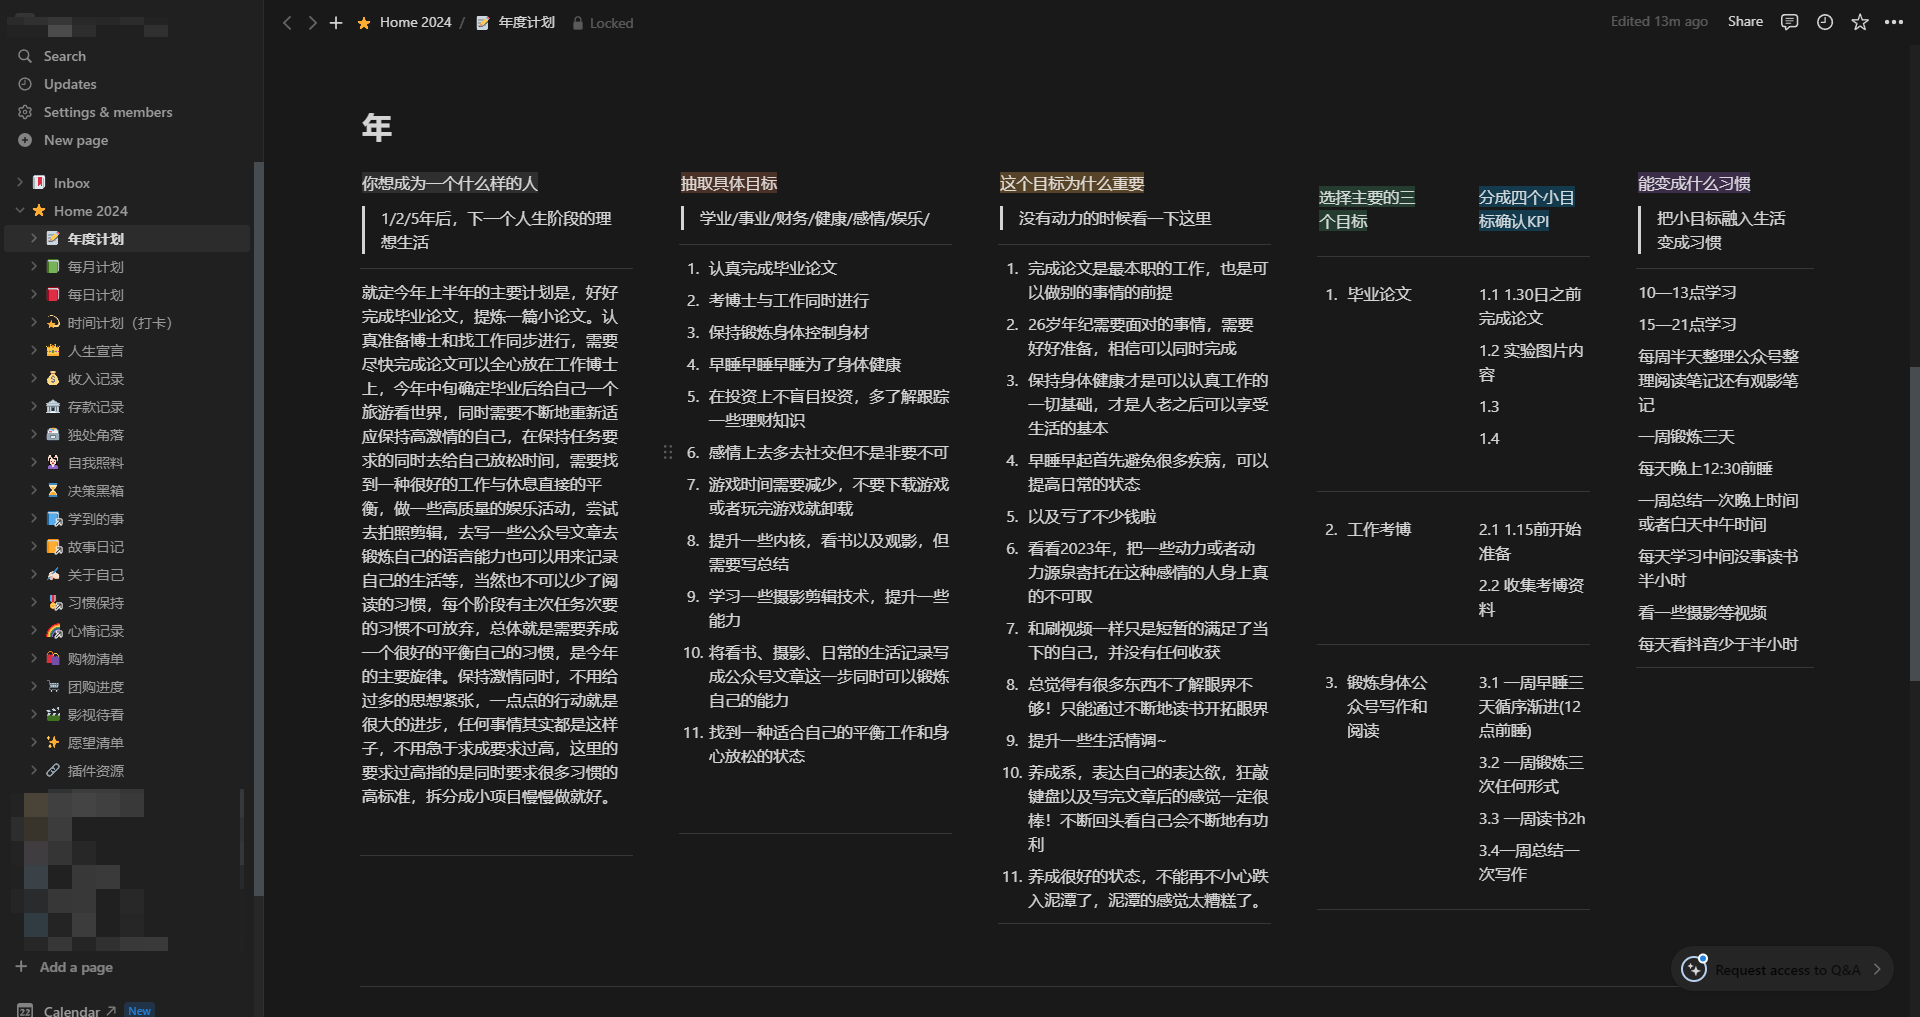 Search
Updates
Settings & members
New page
Inbox
Home 2024
年度计划
每月计划
每日计划
时间计划（打卡）
人生宣言
收入记录
存款记录
独处角落
自我照料
决策黑箱
学到的事
故事日记
关于自己
习惯保持
心情记录
购物清单
团购进度
影视待看
愿望清单
插件资源
Add a page
22 Calendar New
Home 2024 / 年度计划 Locked
Edited 13m ago Share
年
你想成为一个什么样的人
1/2/5年后，下一个人生阶段的理
想生活
就定今年上半年的主要计划是，好好
完成毕业论文，提炼一篇小论文。认
真准备博士和找工作同步进行，需要
尽快完成论文可以全心放在工作博士
上，今年中旬确定毕业后给自己一个
旅游看世界，同时需要不断地重新适
应保持高激情的自己，在保持任务要
求的同时去给自己放松时间，需要找
到一种很好的工作与休息直接的平
衡，做一些高质量的娱乐活动，尝试
去拍照剪辑，去写一些公众号文章去
锻炼自己的语言能力也可以用来记录
自己的生活等，当然也不可以少了阅
读的习惯，每个阶段有主次任务次要
的习惯不可放弃，总体就是需要养成
一个很好的平衡自己的习惯，是今年
的主要旋律。保持激情同时，不用给
过多的思想紧张，一点点的行动就是
很大的进步，任何事情其实都是这样
子，不用急于求成要求过高，这里的
要求过高指的是同时要求很多习惯的
高标准，拆分成小项目慢慢做就好。
抽取具体目标
学业/事业/财务/健康/感情/娱乐/
1. 认真完成毕业论文
2. 考博士与工作同时进行
3. 保持锻炼身体控制身材
4. 早睡早睡早睡为了身体健康
5. 在投资上不盲目投资，多了解跟踪
一些理财知识
6. 感情上去多去社交但不是非要不可
7. 游戏时间需要减少，不要下载游戏
或者玩完游戏就卸载
8. 提升一些内核，看书以及观影，但
需要写总结
9. 学习一些摄影剪辑技术，提升一些
能力
10. 将看书、摄影、日常的生活记录写
成公众号文章这一步同时可以锻炼
自己的能力
11. 找到一种适合自己的平衡工作和身
心放松的状态
这个目标为什么重要
没有动力的时候看一下这里
1. 完成论文是最本职的工作，也是可
以做别的事情的前提
2. 26岁年纪需要面对的事情，需要
好好准备，相信可以同时完成
3. 保持身体健康才是可以认真工作的
一切基础，才是人老之后可以享受
生活的基本
4. 早睡早起首先避免很多疾病，可以
提高日常的状态
5. 以及亏了不少钱啦
6. 看看2023年，把一些动力或者动
力源泉寄托在这种感情的人身上真
的不可取
7. 和刷视频一样只是短暂的满足了当
下的自己，并没有任何收获
8. 总觉得有很多东西不了解眼界不
够！只能通过不断地读书开拓眼界
9. 提升一些生活情调~
10. 养成系，表达自己的表达欲，狂敲
键盘以及写完文章后的感觉一定很
棒！不断回头看自己会不断地有功
利
11. 养成很好的状态，不能再不小心跌
入泥潭了，泥潭的感觉太糟糕了。
选择主要的三
个目标
1. 毕业论文
2. 工作考博
3. 锻炼身体公
众号写作和
阅读
分成四个小目
标确认KPI
1.1 1.30日之前
完成论文
1.2 实验图片内
容
1.3
1.4
2.1 1.15前开始
准备
2.2 收集考博资
料
3.1 一周早睡三
天循序渐进(12
点前睡)
3.2 一周锻炼三
次任何形式
3.3 一周读书2h
3.4一周总结一
次写作
能变成什么习惯
把小目标融入生活
变成习惯
10—13点学习
15—21点学习
每周半天整理公众号整
理阅读笔记还有观影笔
记
一周锻炼三天
每天晚上12:30前睡
一周总结一次晚上时间
或者白天中午时间
每天学习中间没事读书
半小时
看一些摄影等视频
每天看抖音少于半小时
Request access to Q&A